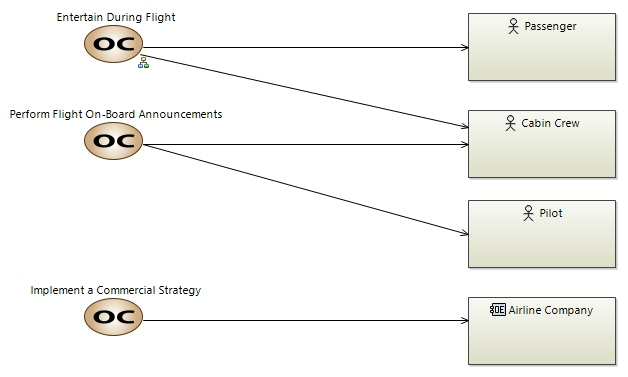 Entertain During Flight
OC
Passenger
Perform Flight On-Board Announcements
OC
Cabin Crew
Pilot
Implement a Commercial Strategy
OC
OE Airline Company